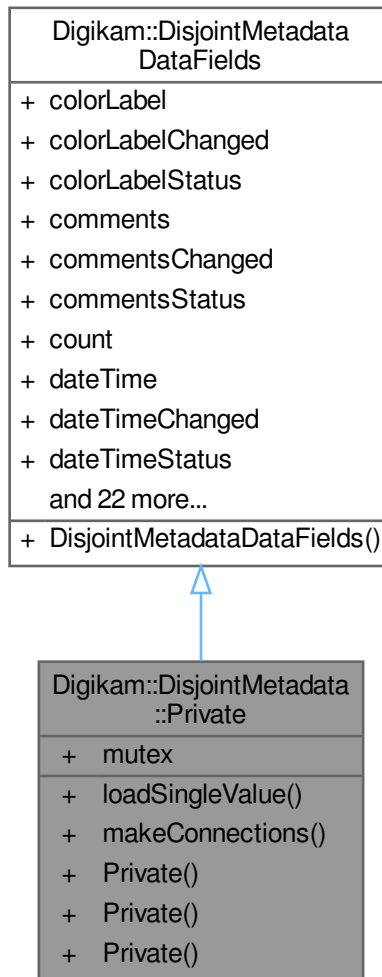 Digikam::DisjointMetadata
DataFields
+ colorLabel
+ colorLabelChanged
+ colorLabelStatus
+ comments
+ commentsChanged
+ commentsStatus
+ count
+ dateTime
+ dateTimeChanged
+ dateTimeStatus
and 22 more...
+ DisjointMetadataDataFields()
Digikam::DisjointMetadata
::Private
+ mutex
+ loadSingleValue()
+ makeConnections()
+ Private()
+ Private()
+ Private()